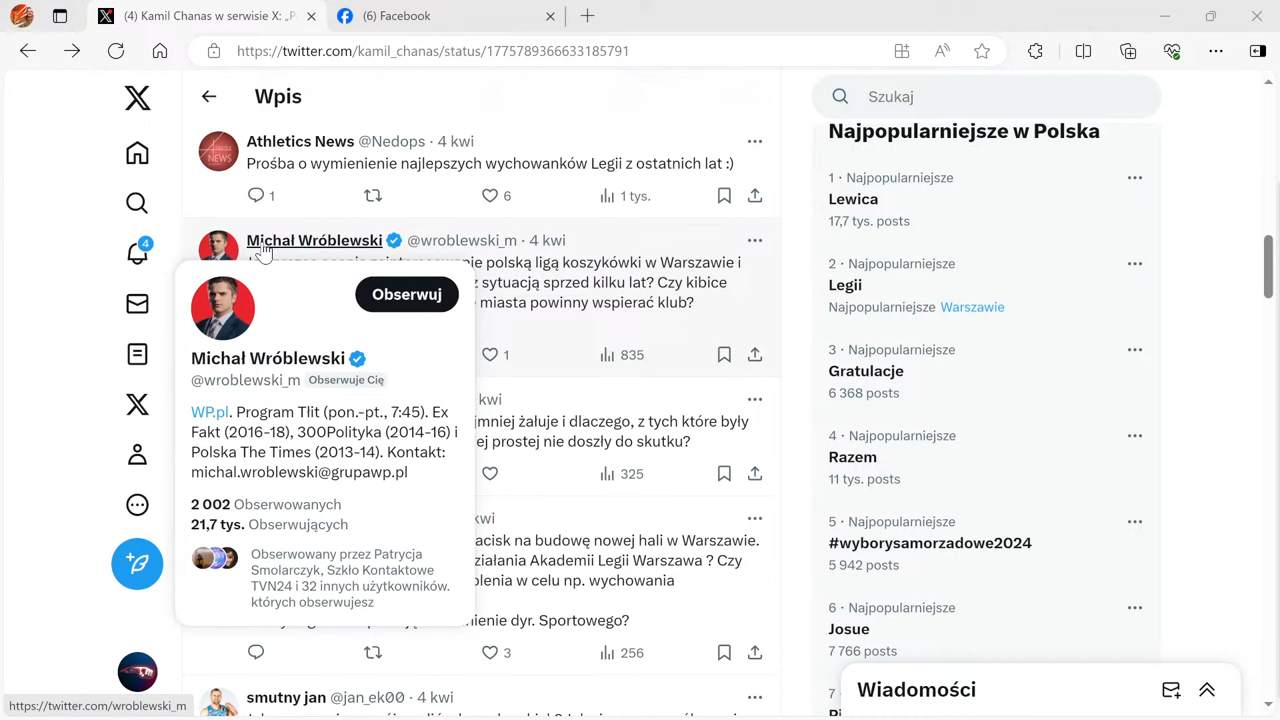 (4) Kamil Chanas w serwisie X: „P
(6) Facebook
https://twitter.com/kamil_chanas/status/1775789366633185791
Wpis
Athletics News @Nedops · 4 kwi
Prośba o wymienienie najlepszych wychowanków Legii z ostatnich lat :)
1
6
1 tys.
Michał Wróblewski @wroblewski_m · 4 kwi
polską ligą koszykówki w Warszawie i
z sytuacją sprzed kilku lat? Czy kibice
miasta powinny wspierać klub?
1
835
Obserwuj
Michał Wróblewski
@wroblewski_m Obserwuje Cię
WP.pl. Program Tlit (pon.-pt., 7:45). Ex
Fakt (2016-18), 300Polityka (2014-16) i
Polska The Times (2013-14). Kontakt:
michal.wroblewski@grupawp.pl
2 002 Obserwowanych
21,7 tys. Obserwujących
Obserwowany przez Patrycja
Smolarczyk, Szkło Kontaktowe
TVN24 i 32 innych użytkowników.
których obserwujesz
kwi
jmniej żałuje i dlaczego, z tych które byly
ej prostej nie doszły do skutku?
325
kwi
acisk na budowę nowej hali w Warszawie.
działania Akademii Legii Warszawa ? Czy
olenia w celu np. wychowania
nienie dyr. Sportowego?
3
256
smutny jan @jan_ek00 · 4 kwi
4
Szukaj
Najpopularniejsze w Polska
1 · Najpopularniejsze
Lewica
17,7 tys. posts
2 · Najpopularniejsze
Legii
Najpopularniejsze Warszawie
3 · Najpopularniejsze
Gratulacje
6 368 posts
4 · Najpopularniejsze
Razem
11 tys. posts
5 · Najpopularniejsze
#wyborysamorzadowe2024
5 942 posts
6 · Najpopularniejsze
Josue
7 766 posts
Wiadomości
https://twitter.com/wroblewski_m